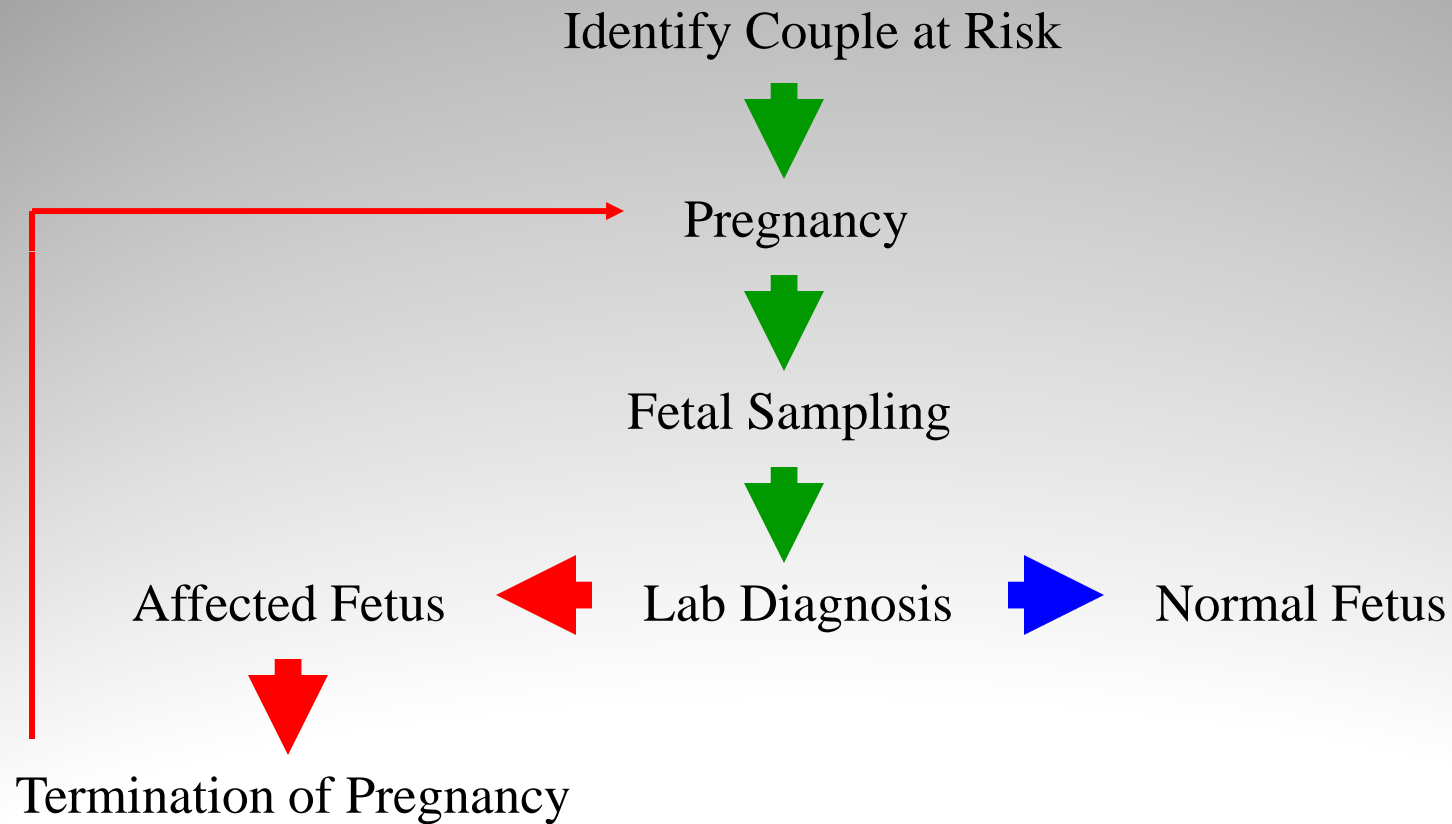 Identify Couple at Risk
Pregnancy
Fetal Sampling
Affected Fetus
Lab Diagnosis
Normal Fetus
Termination of Pregnancy